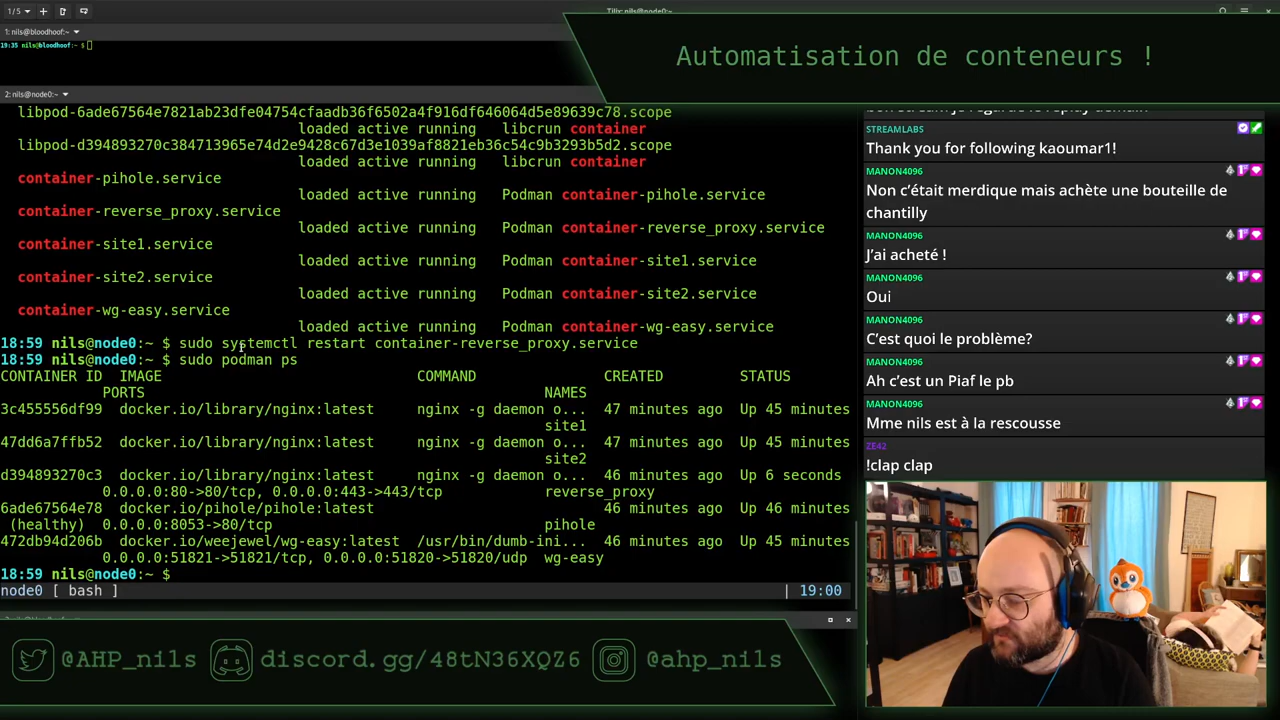 1/5
Tilix: nils@node0:~
1: nils@bloodhoof:~
19:35 nils@bloodhoof:~ $
Automatisation de conteneurs !
2: nils@node0:~
libpod-6ade67564e7821ab23dfe04754cfaadb36f6502a4f916df646064d5e89639c78.scope
loaded active running libcrun container
libpod-d394893270c384713965e74d2e9428c67d3e1039af8821eb36c54c9b3293b5d2.scope
loaded active running libcrun container
container-pihole.service
loaded active running Podman container-pihole.service
container-reverse_proxy.service
loaded active running Podman container-reverse_proxy.service
container-site1.service
loaded active running Podman container-site1.service
container-site2.service
loaded active running Podman container-site2.service
container-wg-easy.service
loaded active running Podman container-wg-easy.service
18:59 nils@node0:~ $ sudo systemctl restart container-reverse_proxy.service
18:59 nils@node0:~ $ sudo podman ps
CONTAINER ID IMAGE COMMAND CREATED STATUS
PORTS NAMES
3c455556df99 docker.io/library/nginx:latest nginx -g daemon o... 47 minutes ago Up 45 minutes
site1
47dd6a7ffb52 docker.io/library/nginx:latest nginx -g daemon o... 47 minutes ago Up 45 minutes
site2
d394893270c3 docker.io/library/nginx:latest nginx -g daemon o... 46 minutes ago Up 6 seconds
0.0.0.0:80->80/tcp, 0.0.0.0:443->443/tcp reverse_proxy
6ade67564e78 docker.io/pihole/pihole:latest 46 minutes ago Up 46 minutes
(healthy) 0.0.0.0:8053->80/tcp pihole
472db94d206b docker.io/weejewel/wg-easy:latest /usr/bin/dumb-ini... 46 minutes ago Up 45 minutes
0.0.0.0:51821->51821/tcp, 0.0.0.0:51820->51820/udp wg-easy
18:59 nils@node0:~ $
node0 [ bash ] | 19:00
STREAMLABS
Thank you for following kaoumar1!
MANON4096
Non c'était merdique mais achète une bouteille de
chantilly
MANON4096
J'ai acheté !
MANON4096
Oui
MANON4096
C'est quoi le problème?
MANON4096
Ah c'est un Piaf le pb
MANON4096
Mme nils est à la rescousse
ZE42
!clap clap
@AHP_nils
discord.gg/48tN36XQZ6
@ahp_nils